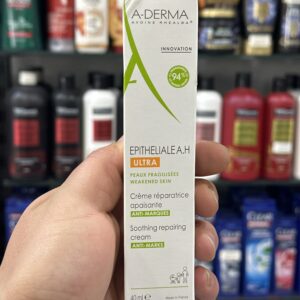 A-DERMA
AVOINE RHEALBA
INNOVATION
94%
EPITHELIALE A.H
ULTRA
PEAUX FRAGILISÉES
WEAKENED SKIN
Crème réparatrice
apaisante
ANTI-MARQUES
Soothing repairing
cream
ANTI-MARKS
40 ml e
CLEAR